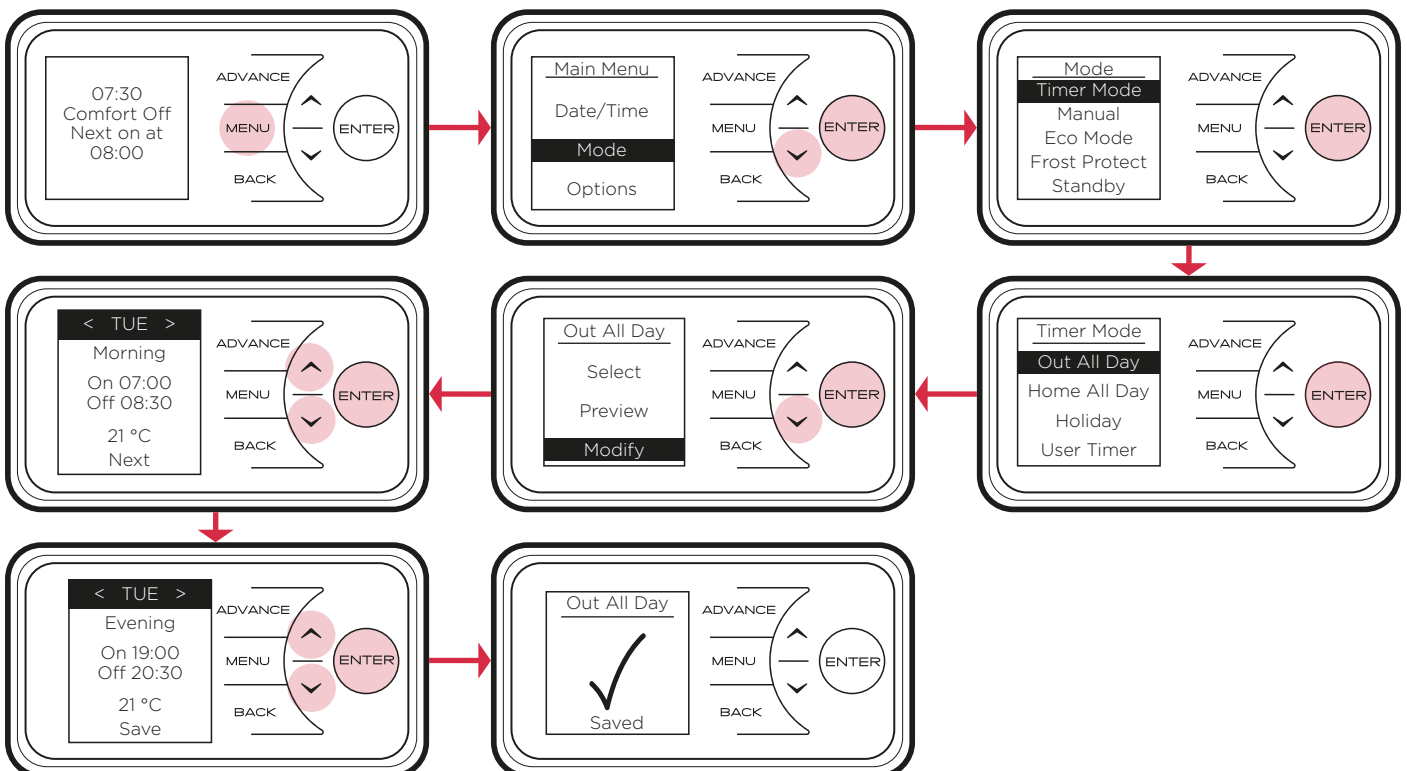 07:30
Comfort Off
Next on at
08:00
ADVANCE
MENU
BACK
ENTER
Main Menu
Date/Time
Mode
Options
ADVANCE
MENU
BACK
ENTER
Mode
Timer Mode
Manual
Eco Mode
Frost Protect
Standby
ADVANCE
MENU
BACK
ENTER
Timer Mode
Out All Day
Home All Day
Holiday
User Timer
ADVANCE
MENU
BACK
ENTER
Out All Day
Select
Preview
Modify
ADVANCE
MENU
BACK
ENTER
< TUE >
Morning
On 07:00
Off 08:30
21 °C
Next
ADVANCE
MENU
BACK
ENTER
< TUE >
Evening
On 19:00
Off 20:30
21 °C
Save
ADVANCE
MENU
BACK
ENTER
Out All Day
Saved
ADVANCE
MENU
BACK
ENTER